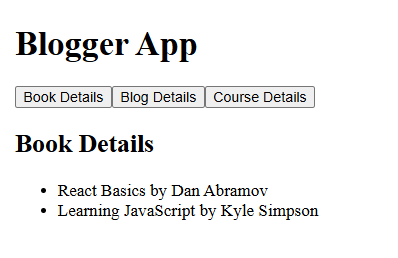 Blogger App
Book Details Blog Details Course Details
Book Details
React Basics by Dan Abramov
Learning JavaScript by Kyle Simpson